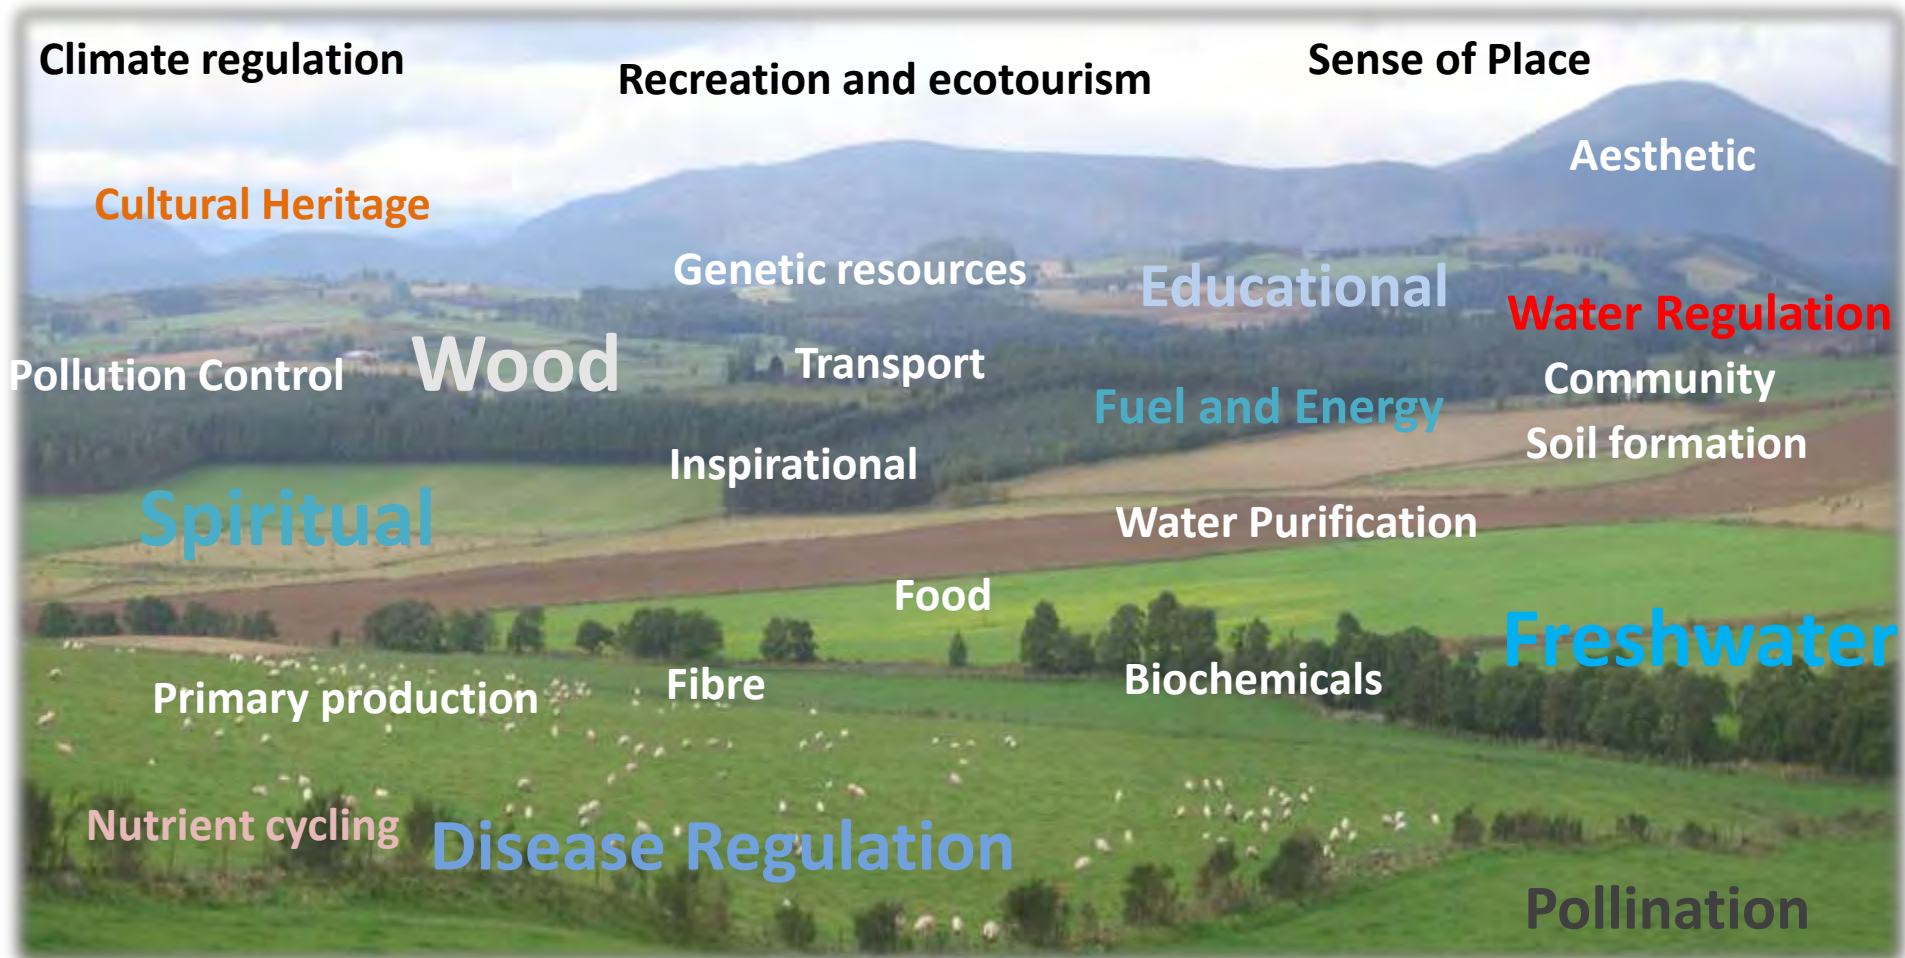 Climate regulation
Recreation and ecotourism
Sense of Place
Aesthetic
Cultural Heritage
Genetic resources
Educational
Water Regulation
Pollution Control
Wood
Transport
Community
Fuel and Energy
Soil formation
Inspirational
Spiritual
Water Purification
Food
Freshwater
Primary production
Fibre
Biochemicals
Nutrient cycling
Disease Regulation
Pollination